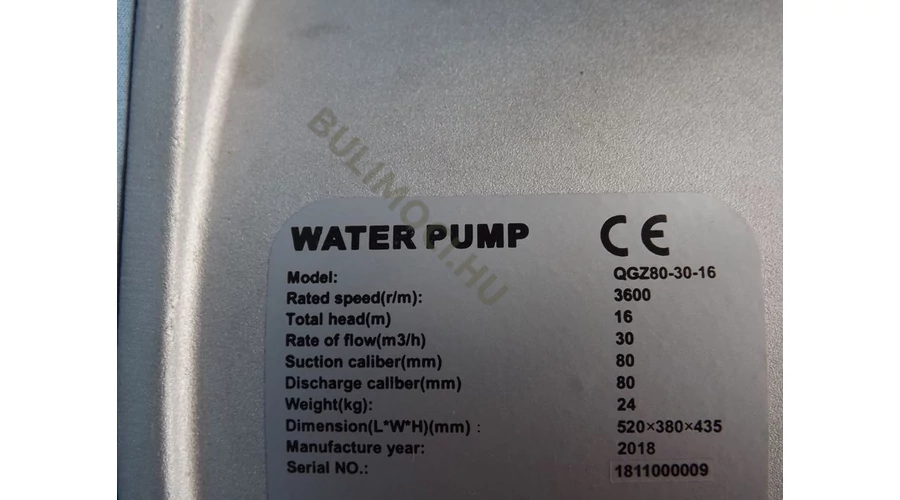 BULIMOGI.HU
WATER PUMP CE
Model: QGZ80-30-16
Rated speed(r/m): 3600
Total head(m) 16
Rate of flow(m3/h) 30
Suction caliber(mm) 80
Discharge caliber(mm) 80
Weight(kg): 24
Dimension(L*W*H)(mm) : 520×380×435
Manufacture year: 2018
Serial NO.: 1811000009